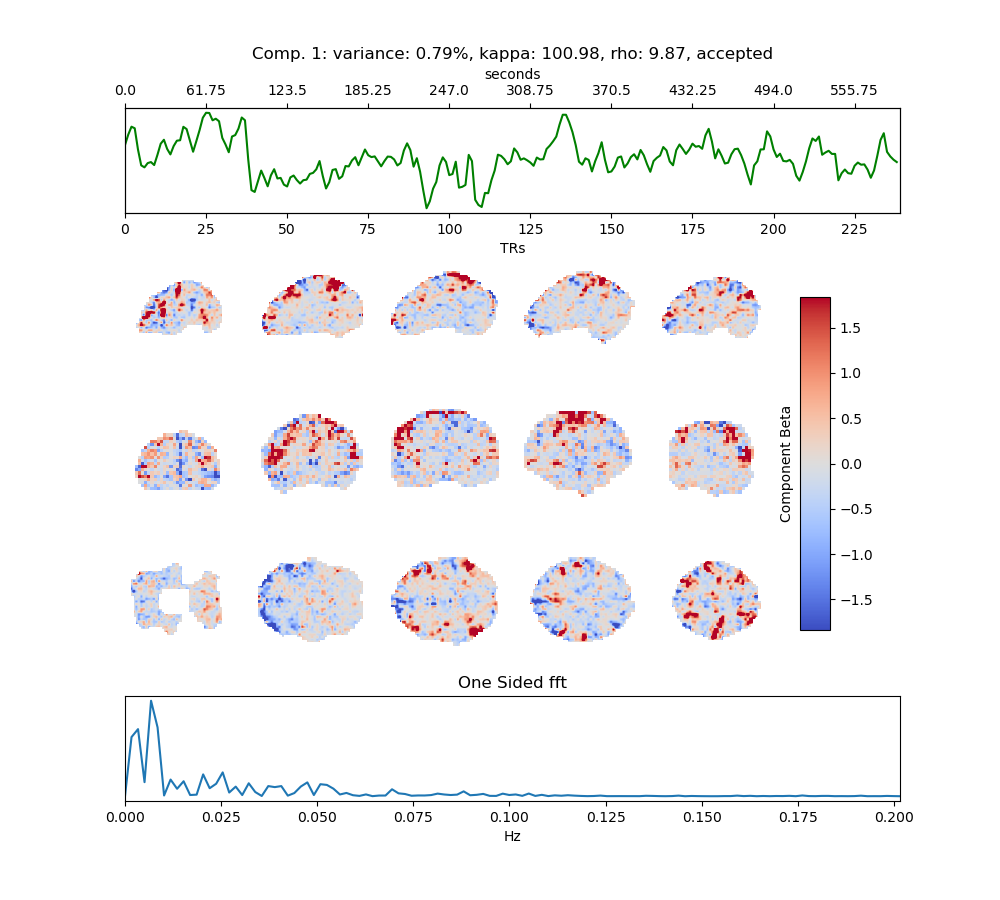 Comp. 1: variance: 0.79%, kappa: 100.98, rho: 9.87, accepted
seconds
0.0 61.75 123.5 185.25 247.0 308.75 370.5 432.25 494.0 555.75
0 25 50 75 100 125 150 175 200 225
TRs
1.5
1.0
0.5
0.0
−0.5
−1.0
−1.5
Component Beta
One Sided fft
0.000 0.025 0.050 0.075 0.100 0.125 0.150 0.175 0.200
Hz